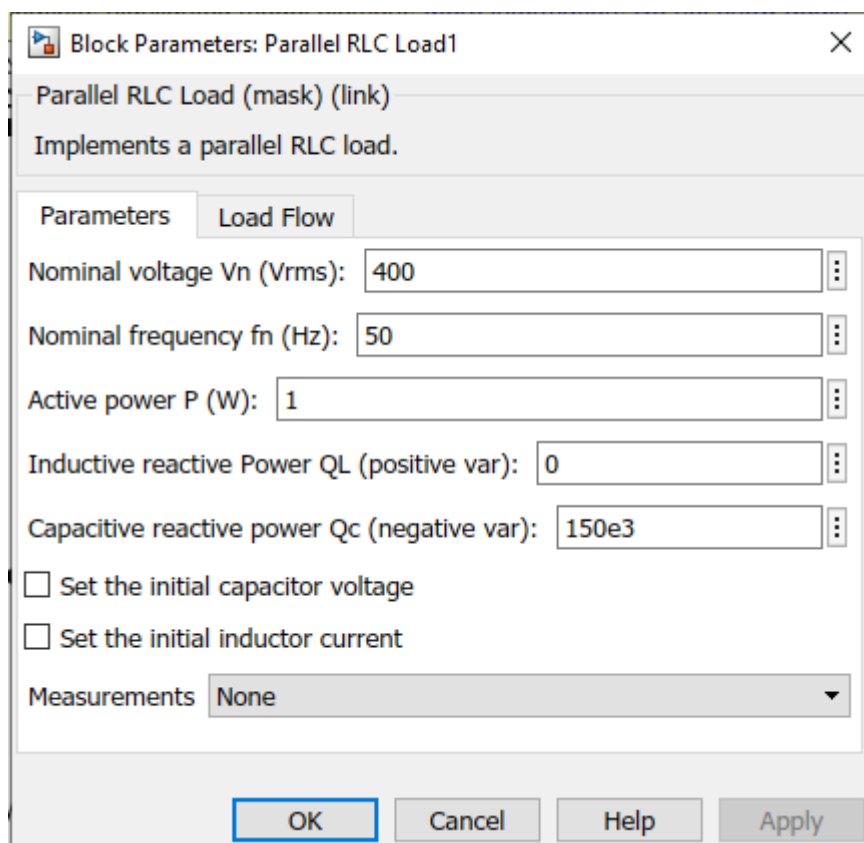 Block Parameters: Parallel RLC Load1
Parallel RLC Load (mask) (link)
Implements a parallel RLC load.
Parameters Load Flow
Nominal voltage Vn (Vrms): 400
Nominal frequency fn (Hz): 50
Active power P (W): 1
Inductive reactive Power QL (positive var): 0
Capacitive reactive power Qc (negative var): 150e3
Set the initial capacitor voltage
Set the initial inductor current
Measurements None
OK Cancel Help Apply